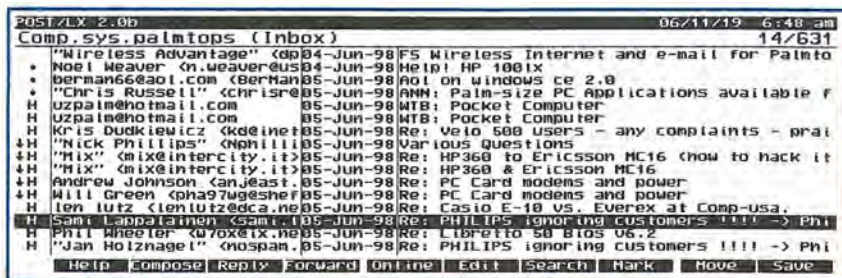 POST/LX 2.0b 06/11/19 6:48 am
Comp.sys.palmtops (Inbox) 14/631
"Wireless Advantage" <dp 04-Jun-98 FS Wireless Internet and e-mail for Palmto
• Noel Weaver <n.weaver@us 04-Jun-98 Help! HP 100lx
• berman66@aol.com <BerMan 05-Jun-98 Aol on windows ce 2.0
• "Chris Russell" <chrisr@ 05-Jun-98 ANN: Palm-size PC Applications available f
H uzpalm@hotmail.com 05-Jun-98 WTB: Pocket Computer
H uzpalm@hotmail.com 05-Jun-98 WTB: Pocket Computer
H Kris Dudkiewicz <kd@inet 05-Jun-98 Re: Velo 500 users - any complaints - prai
↓H "Nick Phillips" <Nphilli 05-Jun-98 Various Questions
↓H "Mix" <mix@intercity.it> 05-Jun-98 Re: HP360 to Ericsson MC16 (how to hack it
↓H "Mix" <mix@intercity.it> 05-Jun-98 Re: HP360 & Ericsson MC16
↓H Andrew Johnson <anj@ast. 05-Jun-98 Re: PC Card modems and power
↓H Will Green <pha97wg@shef 05-Jun-98 Re: PC Card modems and power
H len lutz <lenlutz@dca.ne 05-Jun-98 Re: Casio E-10 vs. Everex at Comp-usa.
H Sami Lappalainen <sami.l 05-Jun-98 Re: PHILIPS ignoring customers !!!! -> Phi
H Phil Wheeler <w7ox@ix.ne 05-Jun-98 Re: Libretto 50 Bios V6.2
H "Jan Holznagel" <nospam. 05-Jun-98 Re: PHILIPS ignoring customers !!!! -> Phi
Help Compose Reply Forward Online Edit Search Mark Move Save